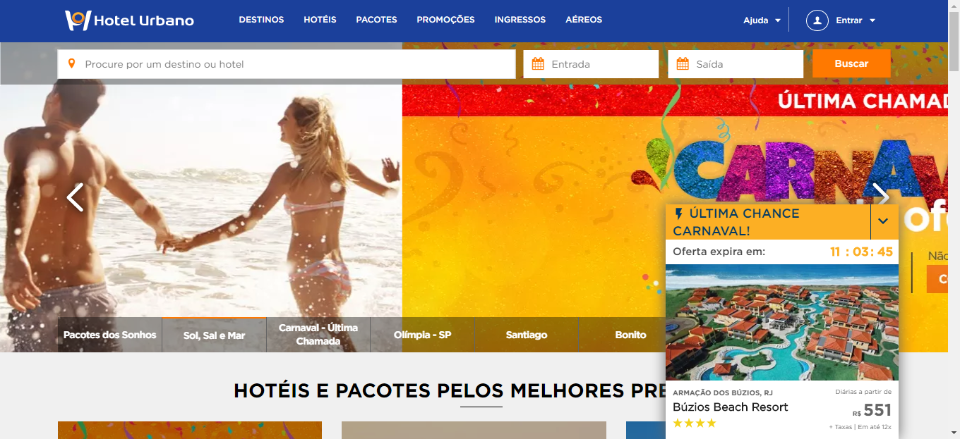 Hotel Urbano
DESTINOS HOTÉIS PACOTES PROMOÇÕES INGRESSOS AÉREOS
Ajuda
Entrar
Procure por um destino ou hotel
Entrada
Saída
Buscar
ÚLTIMA CHAMAD
CARNAV
ofe
Não
C
ÚLTIMA CHANCE
CARNAVAL!
Oferta expira em: 11 : 03 : 45
Pacotes dos Sonhos
Sol, Sal e Mar
Carnaval - Última
Chamada
Olímpia - SP
Santiago
Bonito
HOTÉIS E PACOTES PELOS MELHORES PRE
ARMAÇÃO DOS BÚZIOS, RJ
Búzios Beach Resort
Diárias a partir de
R$ 551
+ Taxas | Em até 12x